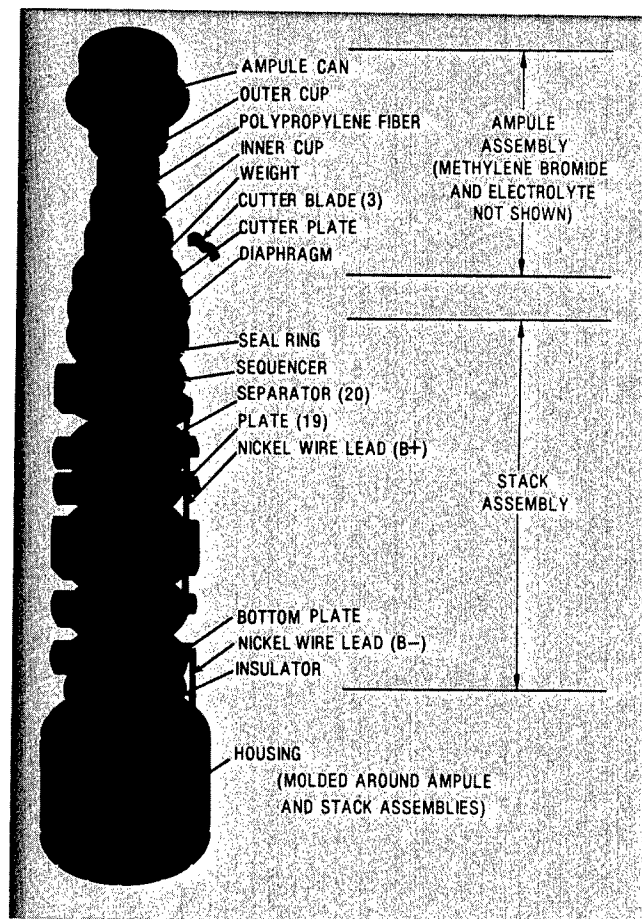 AMPULE CAN
OUTER CUP
POLYPROPYLENE FIBER
INNER CUP
WEIGHT
CUTTER BLADE (3)
CUTTER PLATE
DIAPHRAGM
AMPULE
ASSEMBLY
(METHYLENE BROMIDE
AND ELECTROLYTE
NOT SHOWN)
SEAL RING
SEQUENCER
SEPARATOR (20)
PLATE (19)
NICKEL WIRE LEAD (B+)
STACK
ASSEMBLY
BOTTOM PLATE
NICKEL WIRE LEAD (B–)
INSULATOR
HOUSING
(MOLDED AROUND AMPULE
AND STACK ASSEMBLIES)